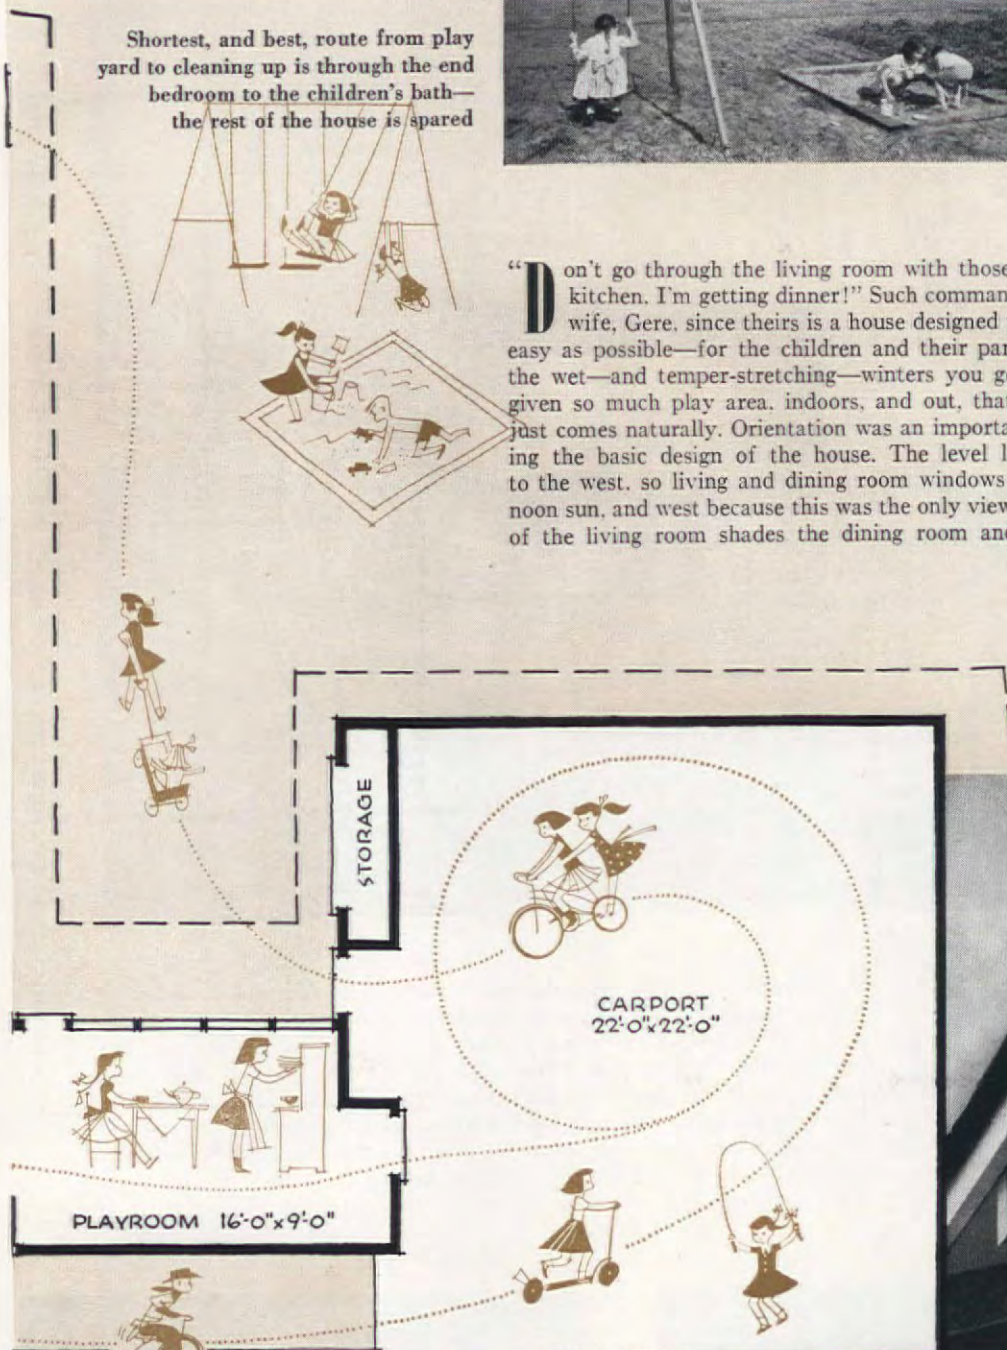 Shortest, and best, route from play
yard to cleaning up is through the end
bedroom to the children's bath—
the rest of the house is spared
"Don't go through the living room with those
kitchen. I'm getting dinner!" Such comman
wife, Gere. since theirs is a house designed
easy as possible—for the children and their par
the wet—and temper-stretching—winters you g
given so much play area. indoors, and out, tha
just comes naturally. Orientation was an importa
ing the basic design of the house. The level l
to the west. so living and dining room windows
noon sun, and west because this was the only view
of the living room shades the dining room and
STORAGE
CARPORT
22'-0"x22'-0"
PLAYROOM 16'-0"x9'-0"